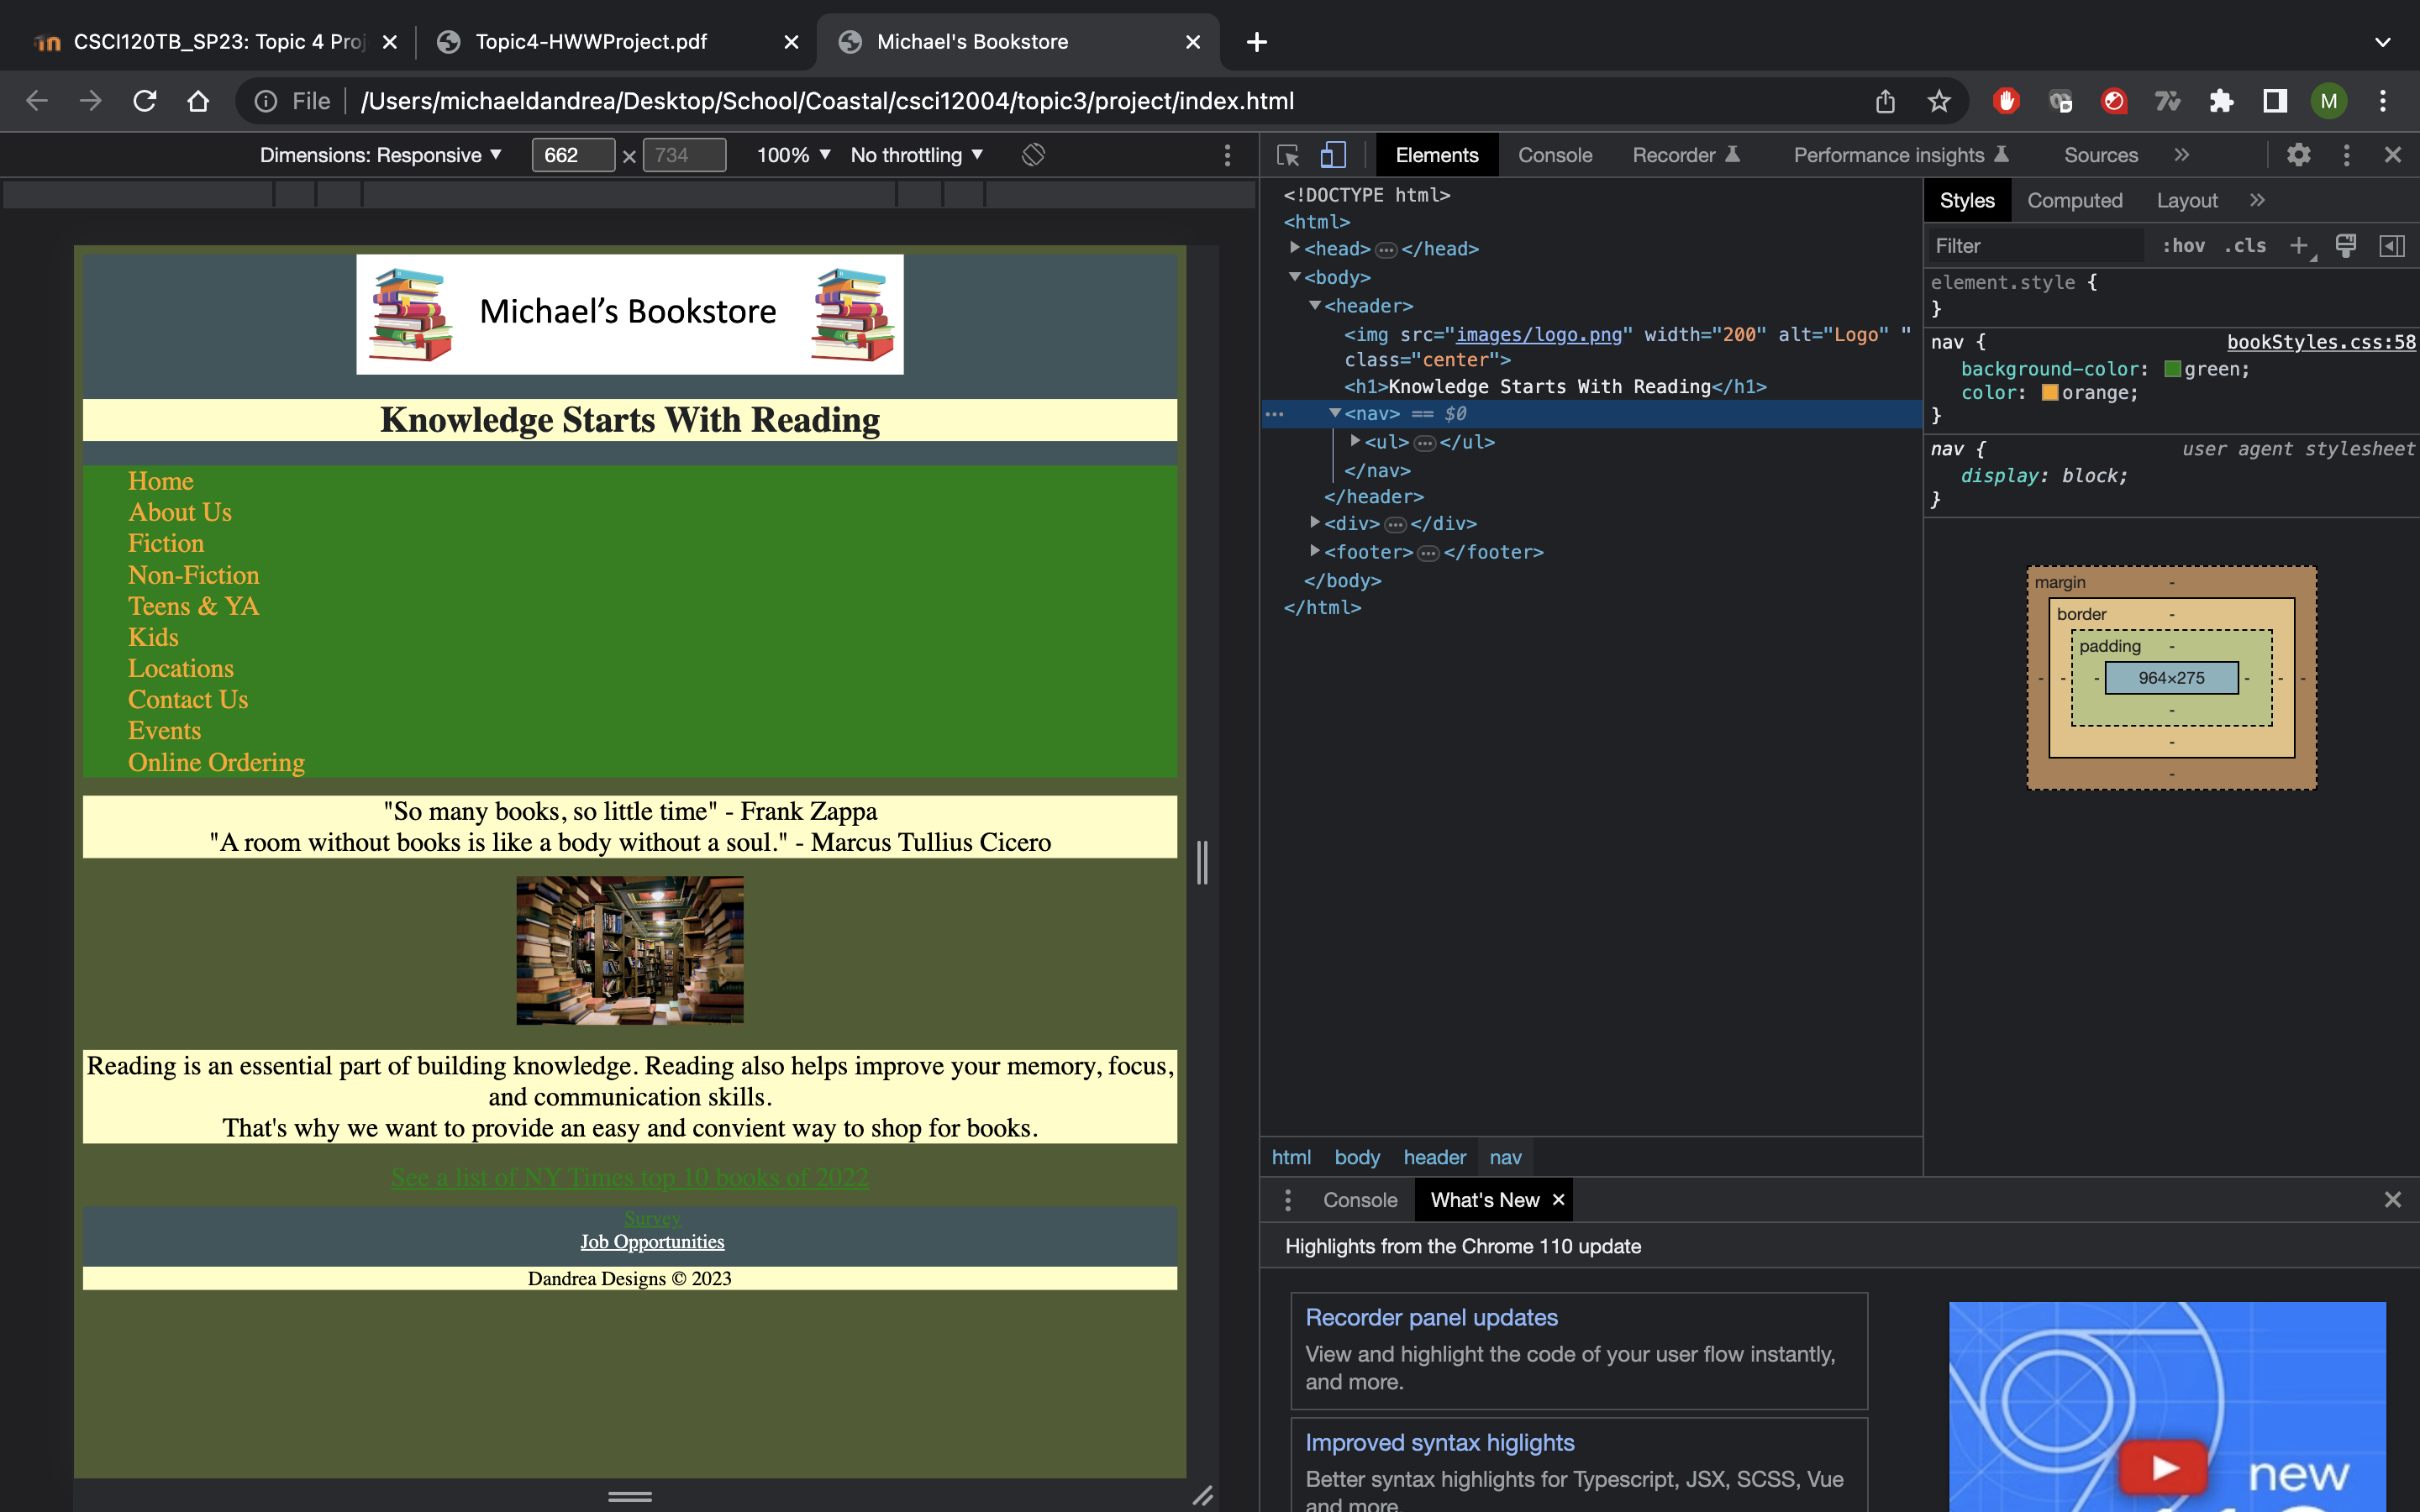 CSCI120TB_SP23: Topic 4 Proj
Topic4-HWWProject.pdf
Michael's Bookstore
File
/Users/michaeldandrea/Desktop/School/Coastal/csci12004/topic3/project/index.html
M
Dimensions: Responsive
662 × 734
100%
No throttling
Michael's Bookstore
Knowledge Starts With Reading
Home
About Us
Fiction
Non-Fiction
Teens & YA
Kids
Locations
Contact Us
Events
Online Ordering
"So many books, so little time" - Frank Zappa
"A room without books is like a body without a soul." - Marcus Tullius Cicero
Reading is an essential part of building knowledge. Reading also helps improve your memory, focus,
and communication skills.
That's why we want to provide an easy and convient way to shop for books.
See a list of NY Times top 10 books of 2022
Survey
Job Opportunities
Dandrea Designs © 2023
Elements Console Recorder Performance insights Sources
<!DOCTYPE html>
<html>
<head> … </head>
<body>
<header>
<img src="images/logo.png" width="200" alt="Logo" "
class="center">
<h1>Knowledge Starts With Reading</h1>
<nav> == $0
<ul> … </ul>
</nav>
</header>
<div> … </div>
<footer> … </footer>
</body>
</html>
html body header nav
Styles Computed Layout
Filter :hov .cls
element.style {
}
nav { bookStyles.css:58
background-color: green;
color: orange;
}
nav { user agent stylesheet
display: block;
}
margin -
border -
padding -
- - - 964×275 - - -
-
-
-
Console What's New
Highlights from the Chrome 110 update
Recorder panel updates
View and highlight the code of your user flow instantly,
and more.
Improved syntax higlights
Better syntax highlights for Typescript, JSX, SCSS, Vue
and more.
new